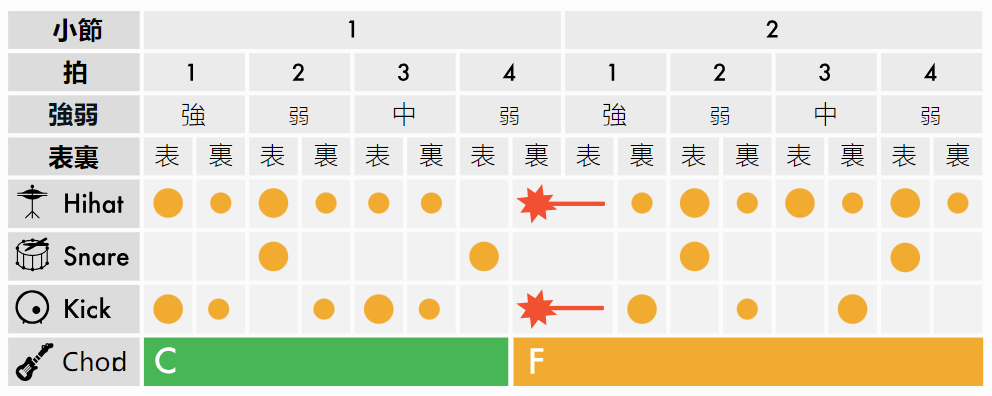 小節 1 2
拍 1 2 3 4 1 2 3 4
強弱 強 弱 中 弱 強 弱 中 弱
表裏 表 裏 表 裏 表 裏 表 裏 表 裏 表 裏 表 裏 表 裏
Hihat
Snare
Kick
Chod C F